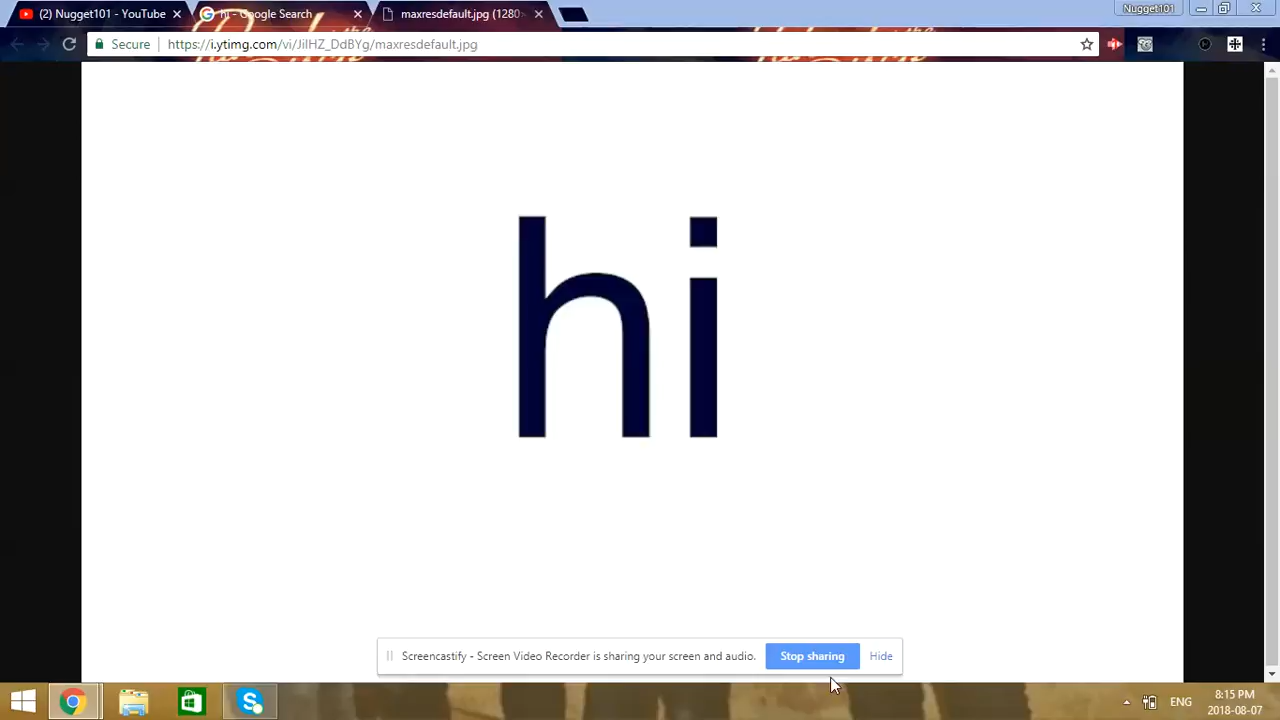 (2) Nugget101 - YouTube
hi - Google Search
maxresdefault.jpg (1280
Nugget101
Secure
https://i.ytimg.com/vi/JiIHZ_DdBYg/maxresdefault.jpg
hi
Screencastify - Screen Video Recorder is sharing your screen and audio.
Stop sharing
Hide
ENG
8:15 PM
2018-08-07